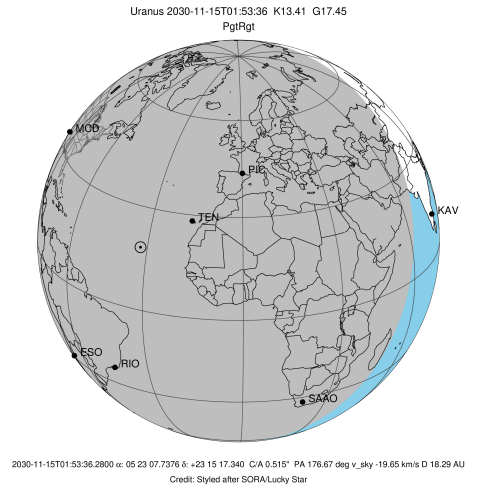 Uranus 2030-11-15T01:53:36  K13.41  G17.45
PgtRgt
MCD
PIC
TEN
KAV
ESO
RIO
SAAO
2030-11-15T01:53:36.2800 α: 05 23 07.7376 δ: +23 15 17.340  C/A 0.515"  PA 176.67 deg v_sky -19.65 km/s D 18.29 AU
Credit: Styled after SORA/Lucky Star